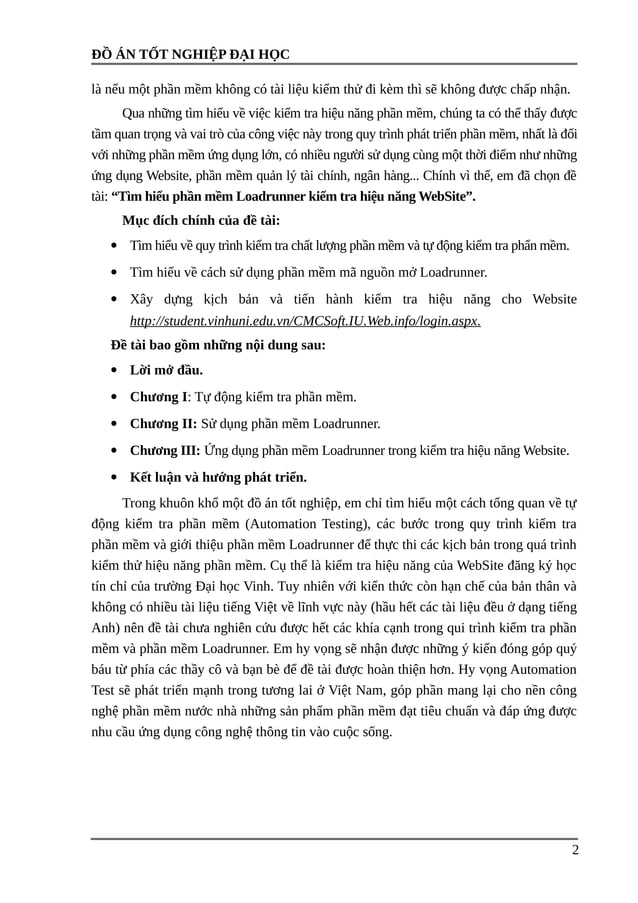 ĐỒ ÁN TỐT NGHIỆP ĐẠI HỌC
là nếu một phần mềm không có tài liệu kiểm thử đi kèm thì sẽ không được chấp nhận.
Qua những tìm hiểu về việc kiểm tra hiệu năng phần mềm, chúng ta có thể thấy được
tầm quan trọng và vai trò của công việc này trong quy trình phát triển phần mềm, nhất là đối
với những phần mềm ứng dụng lớn, có nhiều người sử dụng cùng một thời điểm như những
ứng dụng Website, phần mềm quản lý tài chính, ngân hàng... Chính vì thế, em đã chọn đề
tài: “Tìm hiểu phần mềm Loadrunner kiểm tra hiệu năng WebSite”.
Mục đích chính của đề tài:
• Tìm hiểu về quy trình kiểm tra chất lượng phần mềm và tự động kiểm tra phẩn mềm.
• Tìm hiểu về cách sử dụng phần mềm mã nguồn mở Loadrunner.
• Xây dựng kịch bản và tiến hành kiểm tra hiệu năng cho Website
http://student.vinhuni.edu.vn/CMCSoft.IU.Web.info/login.aspx.
Đề tài bao gồm những nội dung sau:
• Lời mở đầu.
• Chương I: Tự động kiểm tra phần mềm.
• Chương II: Sử dụng phần mềm Loadrunner.
• Chương III: Ứng dụng phần mềm Loadrunner trong kiểm tra hiệu năng Website.
• Kết luận và hướng phát triển.
Trong khuôn khổ một đồ án tốt nghiệp, em chỉ tìm hiểu một cách tổng quan về tự
động kiểm tra phần mềm (Automation Testing), các bước trong quy trình kiểm tra
phần mềm và giới thiệu phần mềm Loadrunner để thực thi các kịch bản trong quá trình
kiểm thử hiệu năng phần mềm. Cụ thể là kiểm tra hiệu năng của WebSite đăng ký học
tín chỉ của trường Đại học Vinh. Tuy nhiên với kiến thức còn hạn chế của bản thân và
không có nhiều tài liệu tiếng Việt về lĩnh vực này (hầu hết các tài liệu đều ở dạng tiếng
Anh) nên đề tài chưa nghiên cứu được hết các khía cạnh trong qui trình kiểm tra phần
mềm và phần mềm Loadrunner. Em hy vọng sẽ nhận được những ý kiến đóng góp quý
báu từ phía các thầy cô và bạn bè để đề tài được hoàn thiện hơn. Hy vọng Automation
Test sẽ phát triển mạnh trong tương lai ở Việt Nam, góp phần mang lại cho nền công
nghệ phần mềm nước nhà những sản phẩm phần mềm đạt tiêu chuẩn và đáp ứng được
nhu cầu ứng dụng công nghệ thông tin vào cuộc sống.
2